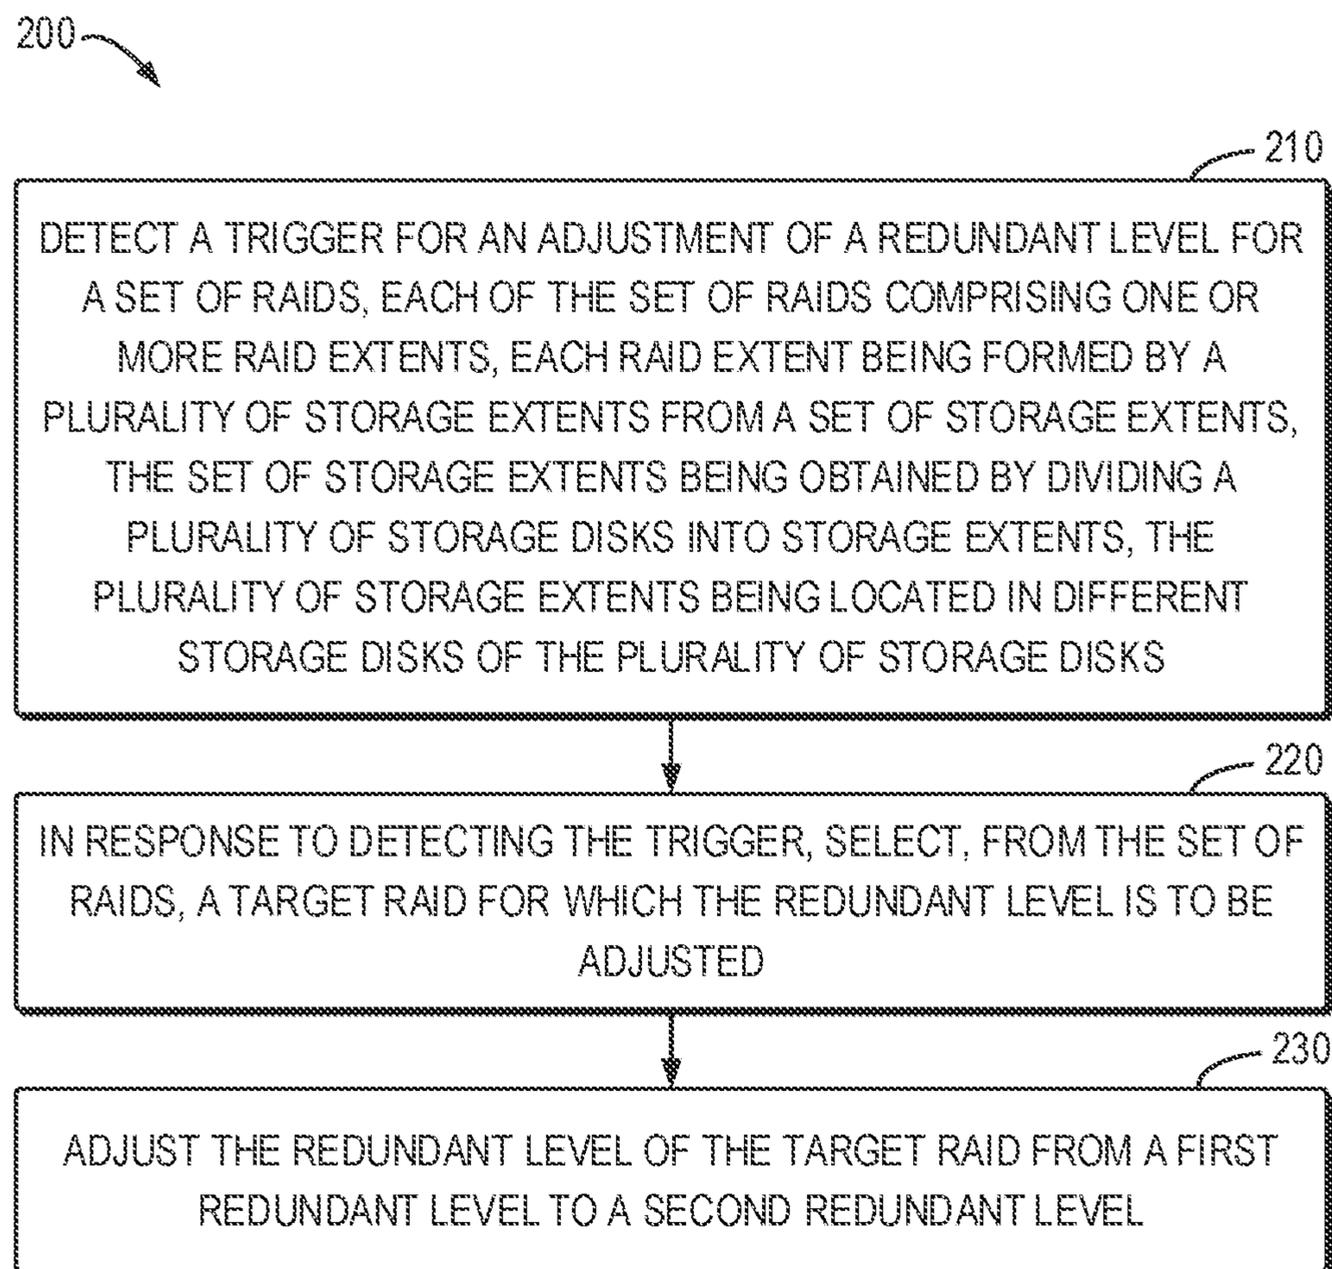 200
210
DETECT A TRIGGER FOR AN ADJUSTMENT OF A REDUNDANT LEVEL FOR
A SET OF RAIDS, EACH OF THE SET OF RAIDS COMPRISING ONE OR
MORE RAID EXTENTS, EACH RAID EXTENT BEING FORMED BY A
PLURALITY OF STORAGE EXTENTS FROM A SET OF STORAGE EXTENTS,
THE SET OF STORAGE EXTENTS BEING OBTAINED BY DIVIDING A
PLURALITY OF STORAGE DISKS INTO STORAGE EXTENTS, THE
PLURALITY OF STORAGE EXTENTS BEING LOCATED IN DIFFERENT
STORAGE DISKS OF THE PLURALITY OF STORAGE DISKS
220
IN RESPONSE TO DETECTING THE TRIGGER, SELECT, FROM THE SET OF
RAIDS, A TARGET RAID FOR WHICH THE REDUNDANT LEVEL IS TO BE
ADJUSTED
230
ADJUST THE REDUNDANT LEVEL OF THE TARGET RAID FROM A FIRST
REDUNDANT LEVEL TO A SECOND REDUNDANT LEVEL